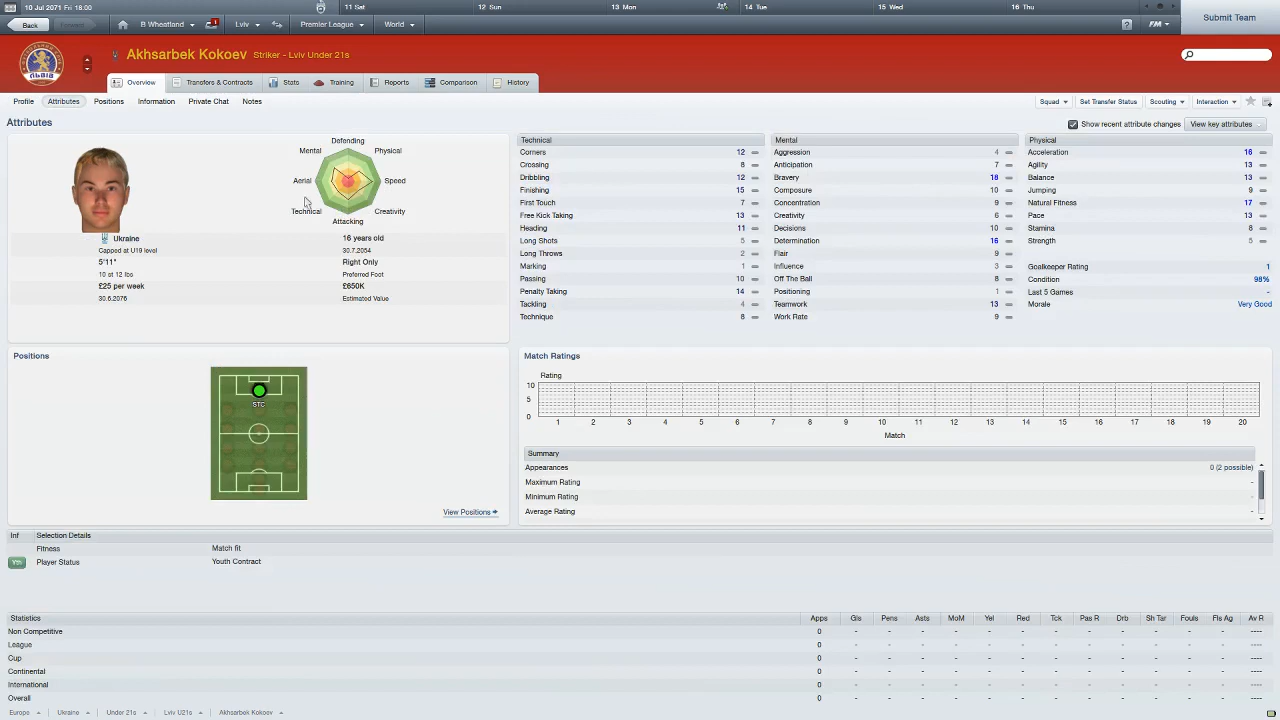 10 Jul 2071 Fri 18:00
11 Sat
12 Sun
13 Mon
14 Tue
15 Wed
16 Thu
Back
B Wheatland
1
Lviv
Premier League
World
?
FM
Submit Team
Akhsarbek Kokoev Striker - Lviv Under 21s
Overview
Transfers & Contracts
Stats
Training
Reports
Comparison
History
Profile
Attributes
Positions
Information
Private Chat
Notes
Squad
Set Transfer Status
Scouting
Interaction
Attributes
Show recent attribute changes
View key attributes
Defending
Mental
Physical
Aerial
Speed
Technical
Creativity
Attacking
Ukraine
Capped at U19 level
5'11"
10 st 12 lbs
£25 per week
30.6.2076
16 years old
30.7.2054
Right Only
Preferred Foot
£650K
Estimated Value
Technical
Corners 12
Crossing 8
Dribbling 12
Finishing 15
First Touch 7
Free Kick Taking 13
Heading 11
Long Shots 5
Long Throws 2
Marking 1
Passing 10
Penalty Taking 14
Tackling 4
Technique 8
Mental
Aggression 4
Anticipation 7
Bravery 18
Composure 10
Concentration 9
Creativity 6
Decisions 10
Determination 16
Flair 9
Influence 3
Off The Ball 8
Positioning 1
Teamwork 13
Work Rate 9
Physical
Acceleration 16
Agility 13
Balance 13
Jumping 9
Natural Fitness 17
Pace 13
Stamina 8
Strength 5
Goalkeeper Rating 1
Condition 98%
Last 5 Games -
Morale Very Good
Positions
STC
View Positions
Match Ratings
Rating
10
5
0
1 2 3 4 5 6 7 8 9 10 11 12 13 14 15 16 17 18 19 20
Match
Summary
Appearances 0 (2 possible)
Maximum Rating -
Minimum Rating -
Average Rating -
Inf Selection Details
Fitness Match fit
Yth Player Status Youth Contract
Statistics Apps Gls Pens Asts MoM Yel Red Tck Pas R Drb Sh Tar Fouls Fls Ag Av R
Non Competitive 0 - - - - - - - - - - - - ----
League 0 - - - - - - - - - - - - ----
Cup 0 - - - - - - - - - - - - ----
Continental 0 - - - - - - - - - - - - ----
International 0 - - - - - - - - - - - - ----
Overall 0 - - - - - - - - - - - - ----
Europe
Ukraine
Under 21s
Lviv U21s
Akhsarbek Kokoev